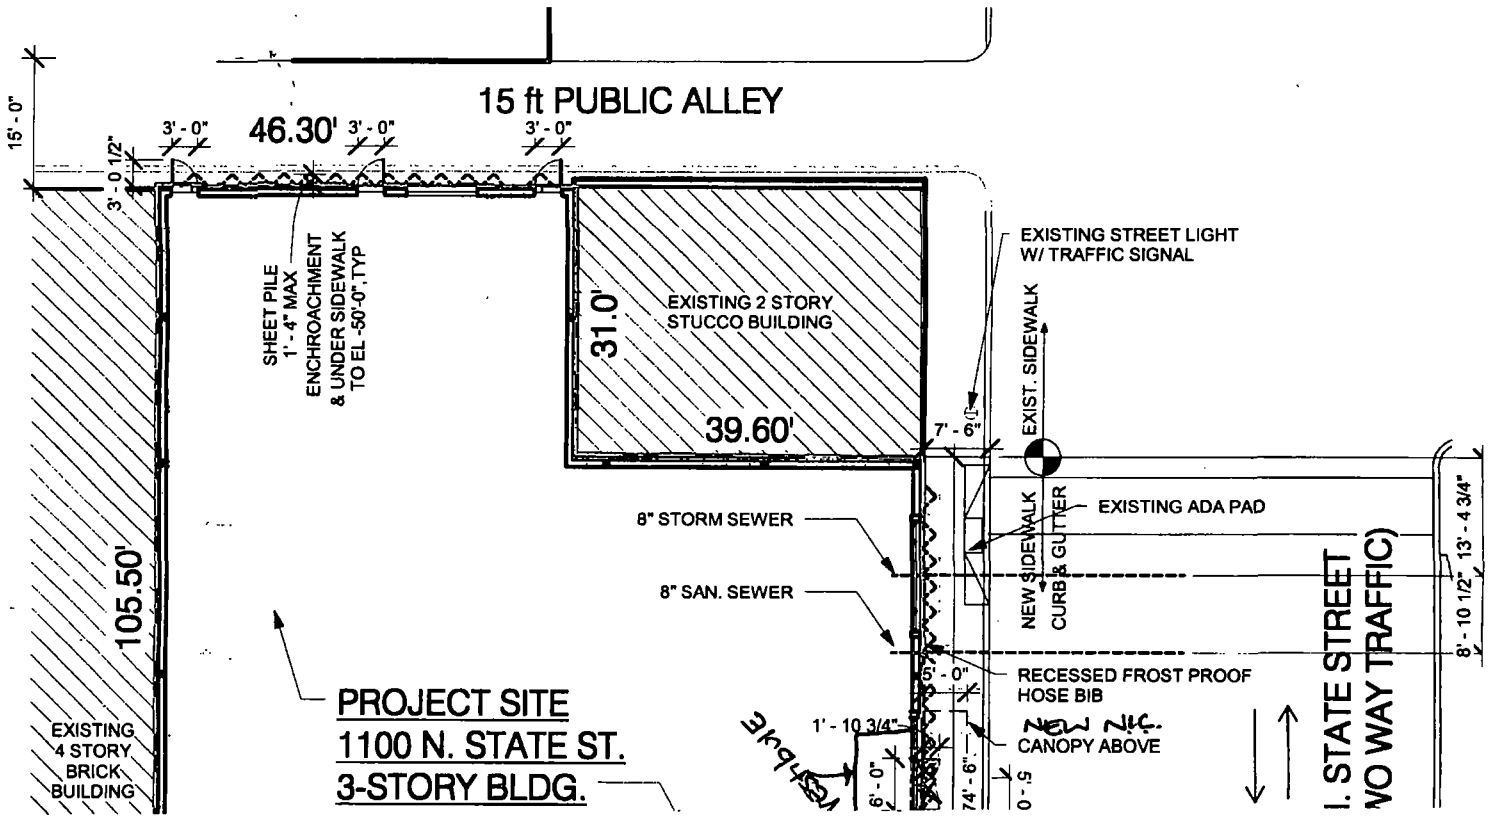 15 ft PUBLIC ALLEY
15' - 0"
3' - 0"
46.30'
3' - 0"
3' - 0"
3' - 0 1/2"
SHEET PILE
1' - 4" MAX
ENCHROACHMENT
& UNDER SIDEWALK
TO EL -50'-0", TYP
31.0'
EXISTING 2 STORY
STUCCO BUILDING
39.60'
EXISTING STREET LIGHT
W/ TRAFFIC SIGNAL
EXIST. SIDEWALK
7' - 6"
NEW SIDEWALK
CURB & GUTTER
EXISTING ADA PAD
8" STORM SEWER
8" SAN. SEWER
13' - 4 3/4"
8' - 10 1/2"
105.50'
RECESSED FROST PROOF
HOSE BIB
5' - 0"
NEW N.I.C.
CANOPY ABOVE
1' - 10 3/4"
VESTIBULE
6' - 0"
74' - 6"
5' - 0
PROJECT SITE
1100 N. STATE ST.
3-STORY BLDG.
EXISTING
4 STORY
BRICK
BUILDING
. STATE STREET
WO WAY TRAFFIC)